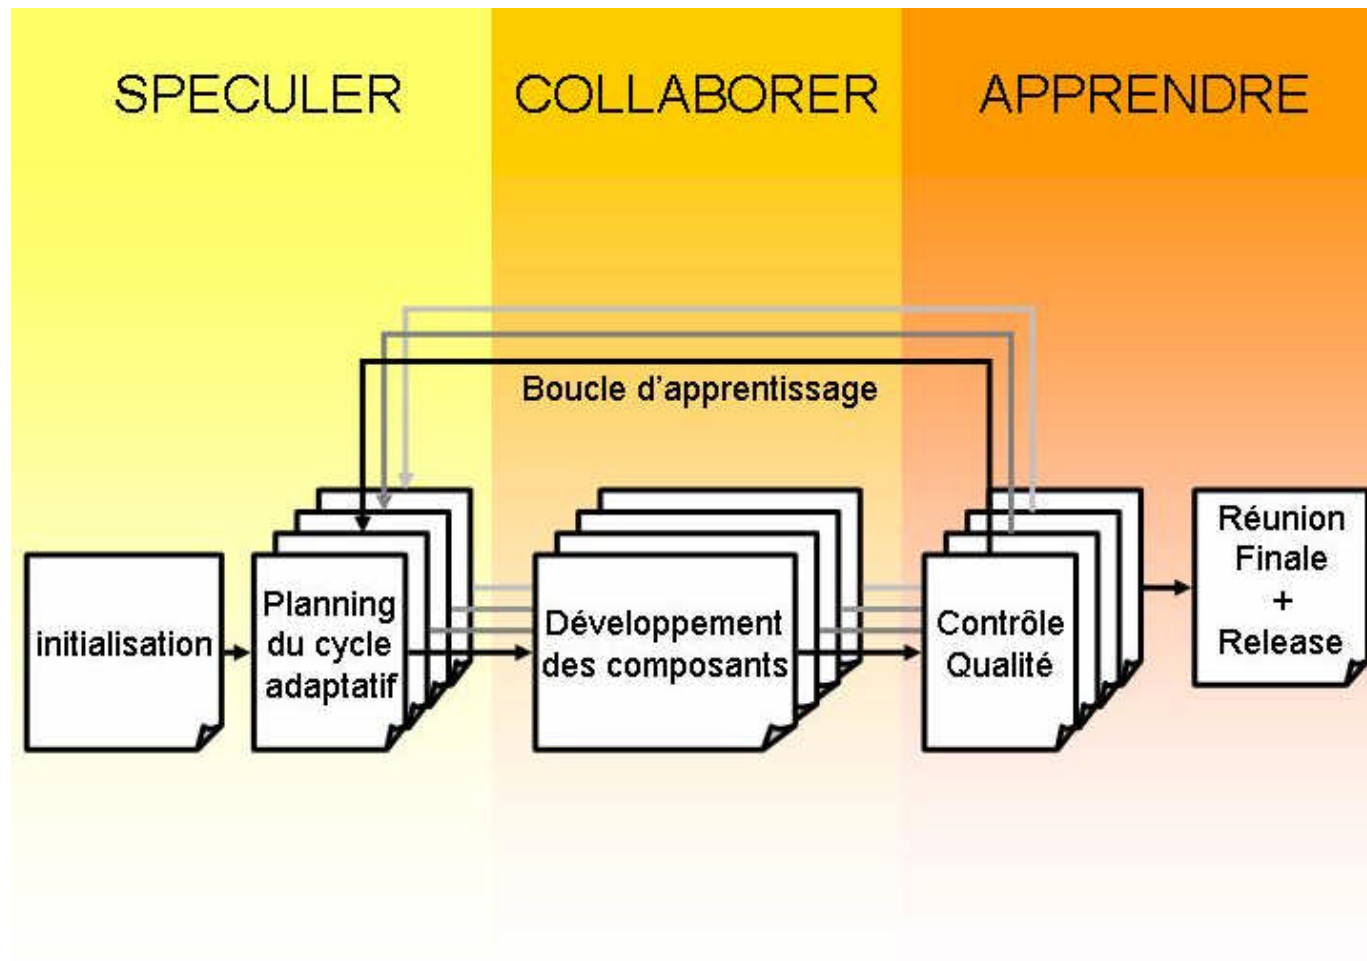 SPECULER
COLLABORER
APPRENDRE
Boucle d'apprentissage
initialisation
Planning
du cycle
adaptatif
Développement
des composants
Contrôle
Qualité
Réunion
Finale
+
Release